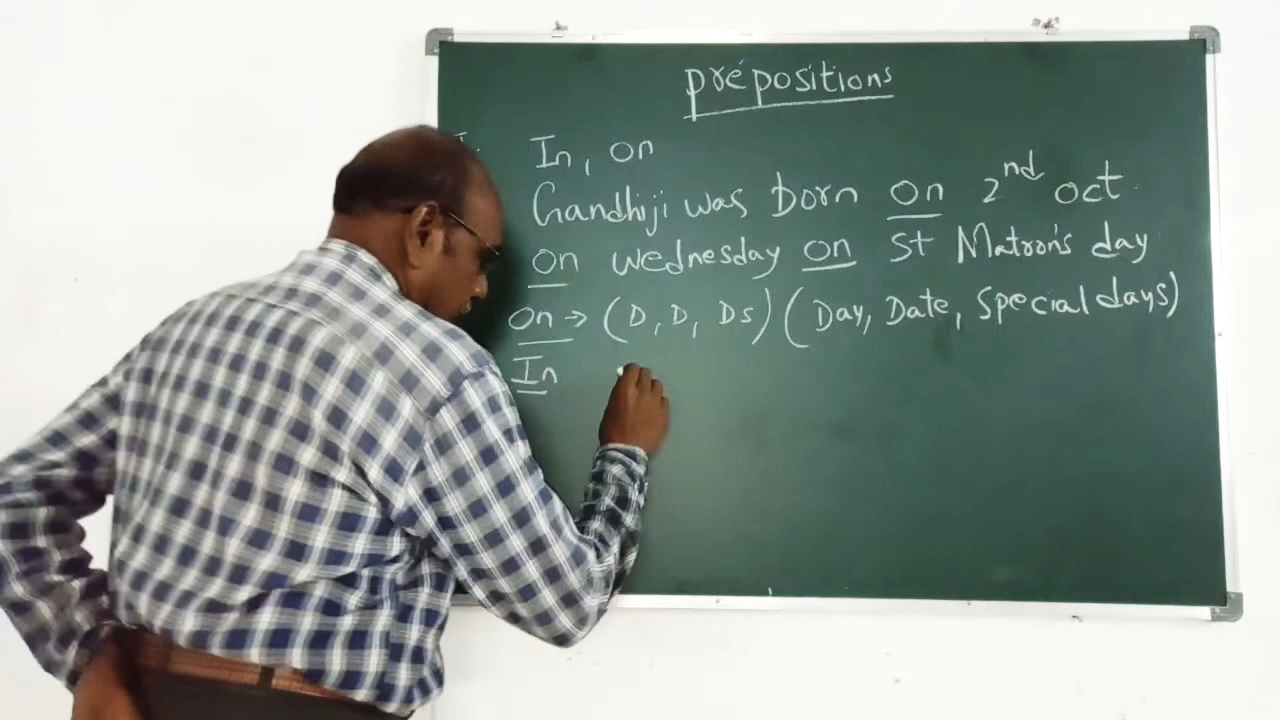 prepositions
I. In, on
Gandhiji was born on 2nd oct.
on wednesday on St Matron's day
on → (D, D, Ds) (Day, Date, Special days)
In